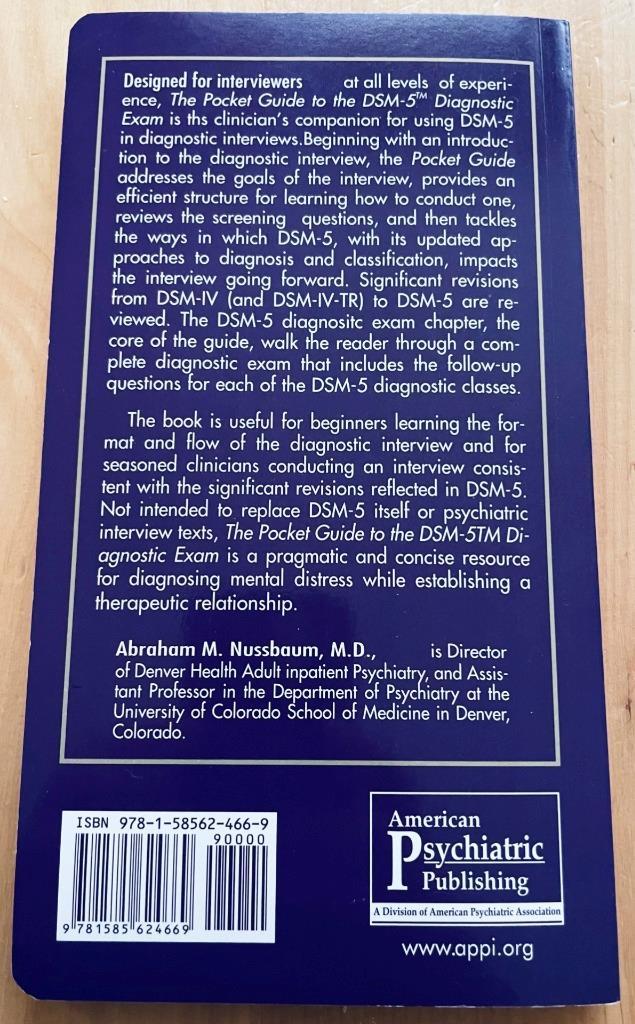 Designed for interviewers at all levels of experi-
ence, The Pocket Guide to the DSM-5™ Diagnostic
Exam is ths clinician's companion for using DSM-5
in diagnostic interviews.Beginning with an introduc-
tion to the diagnostic interview, the Pocket Guide
addresses the goals of the interview, provides an
efficient structure for learning how to conduct one,
reviews the screening questions, and then tackles
the ways in which DSM-5, with its updated ap-
proaches to diagnosis and classification, impacts
the interview going forward. Significant revisions
from DSM-IV (and DSM-IV-TR) to DSM-5 are re-
viewed. The DSM-5 diagnositc exam chapter, the
core of the guide, walk the reader through a com-
plete diagnostic exam that includes the follow-up
questions for each of the DSM-5 diagnostic classes.
The book is useful for beginners learning the for-
mat and flow of the diagnostic interview and for
seasoned clinicians conducting an interview consis-
tent with the significant revisions reflected in DSM-5.
Not intended to replace DSM-5 itself or psychiatric
interview texts, The Pocket Guide to the DSM-5TM Di-
agnostic Exam is a pragmatic and concise resource
for diagnosing mental distress while establishing a
therapeutic relationship.
Abraham M. Nussbaum, M.D., is Director
of Denver Health Adult inpatient Psychiatry, and Assis-
tant Professor in the Department of Psychiatry at the
University of Colorado School of Medicine in Denver,
Colorado.
ISBN 978-1-58562-466-9
90000
9 781585 624669
American
Psychiatric
Publishing
A Division of American Psychiatric Association
www.appi.org